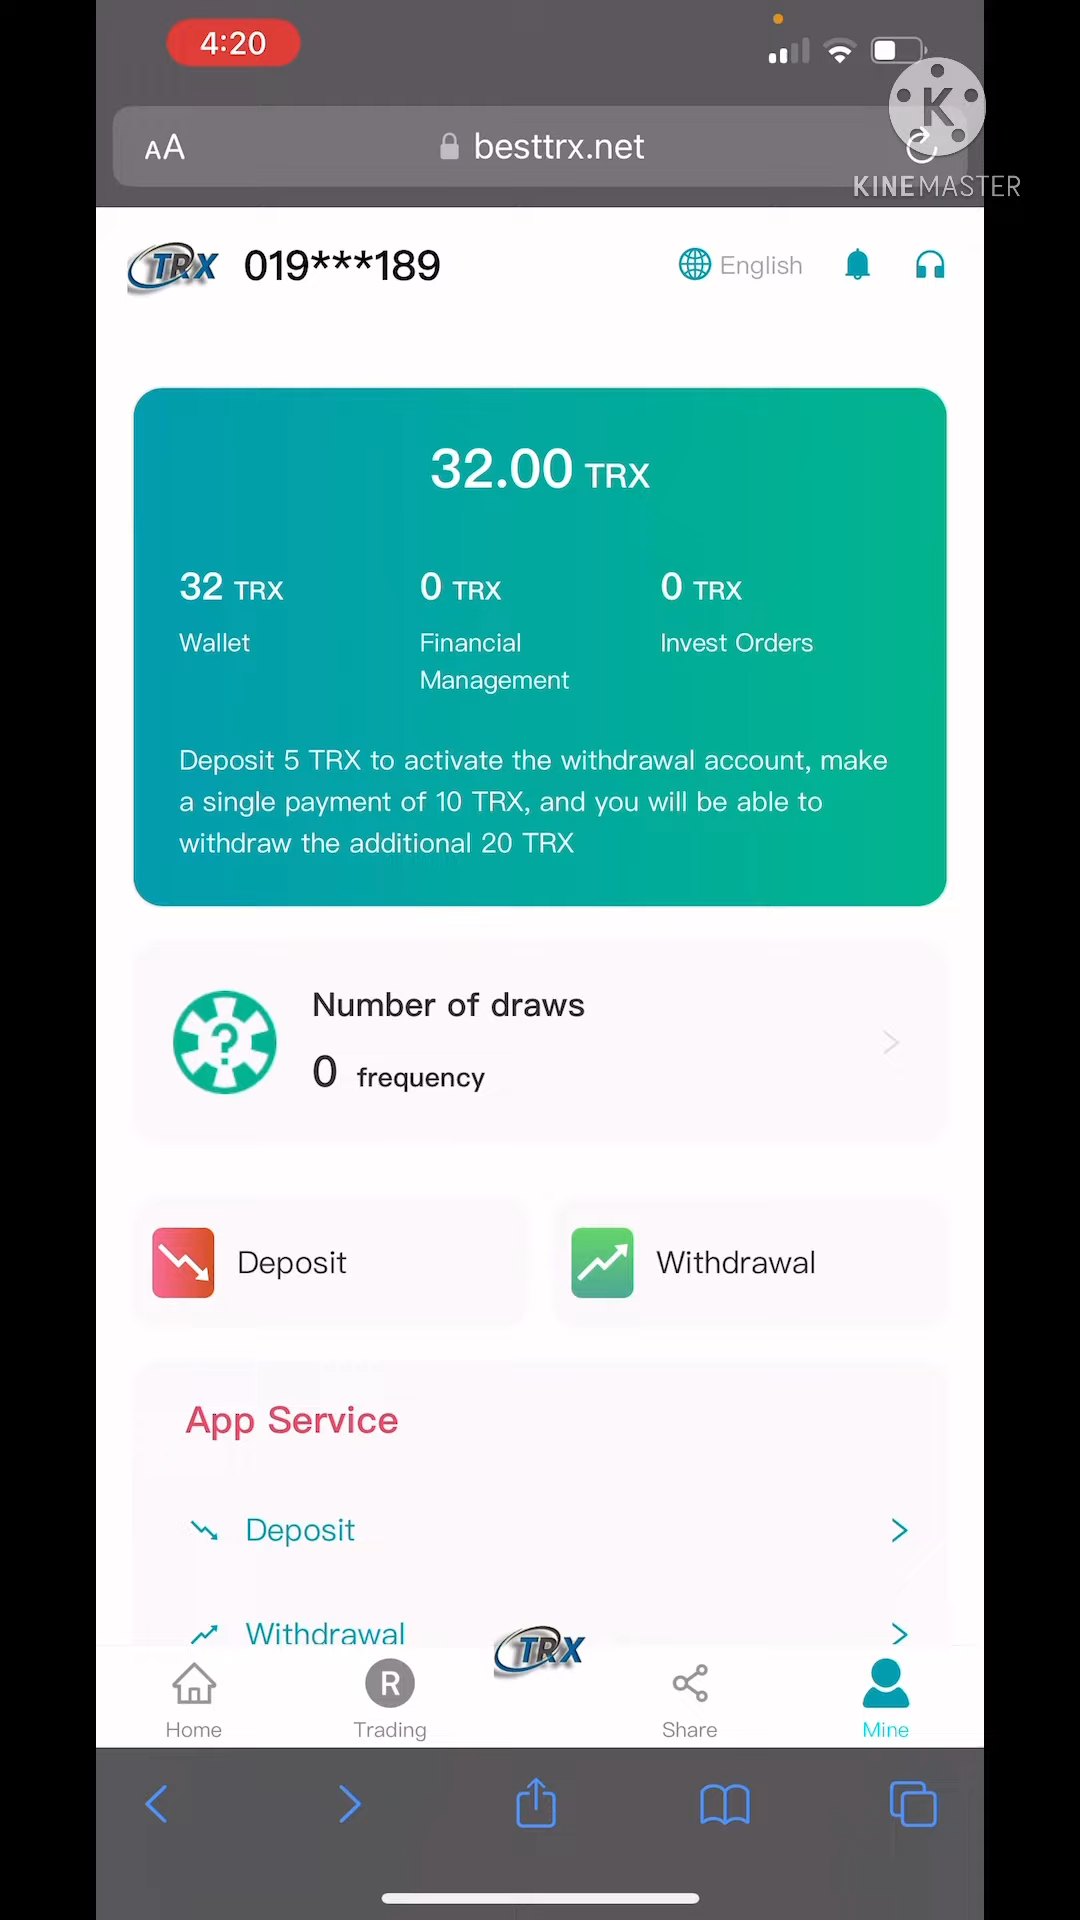 4:20
K
KINEMASTER
AA
besttrx.net
TRX
019***189
English
32.00 TRX
32 TRX
0 TRX
0 TRX
Wallet
Financial
Management
Invest Orders
Deposit 5 TRX to activate the withdrawal account, make
a single payment of 10 TRX, and you will be able to
withdraw the additional 20 TRX
?
Number of draws
0 frequency
Deposit
Withdrawal
App Service
Deposit
Withdrawal
TRX
R
Home
Trading
Share
Mine